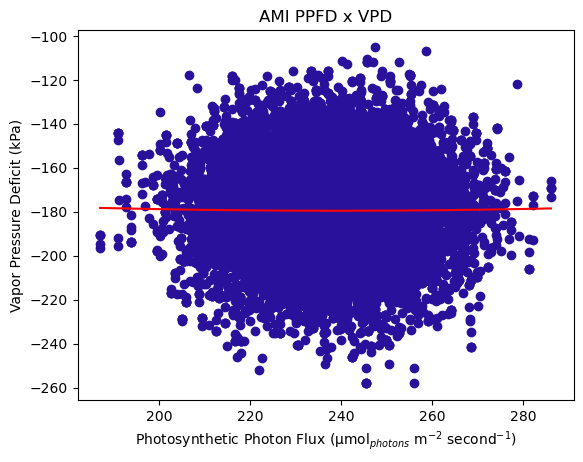 AMI PPFD x VPD
−100
−120
−140
−160
−180
−200
−220
−240
−260
Vapor Pressure Deficit (kPa)
200 220 240 260 280
Photosynthetic Photon Flux (μmol_photons m⁻² second⁻¹)